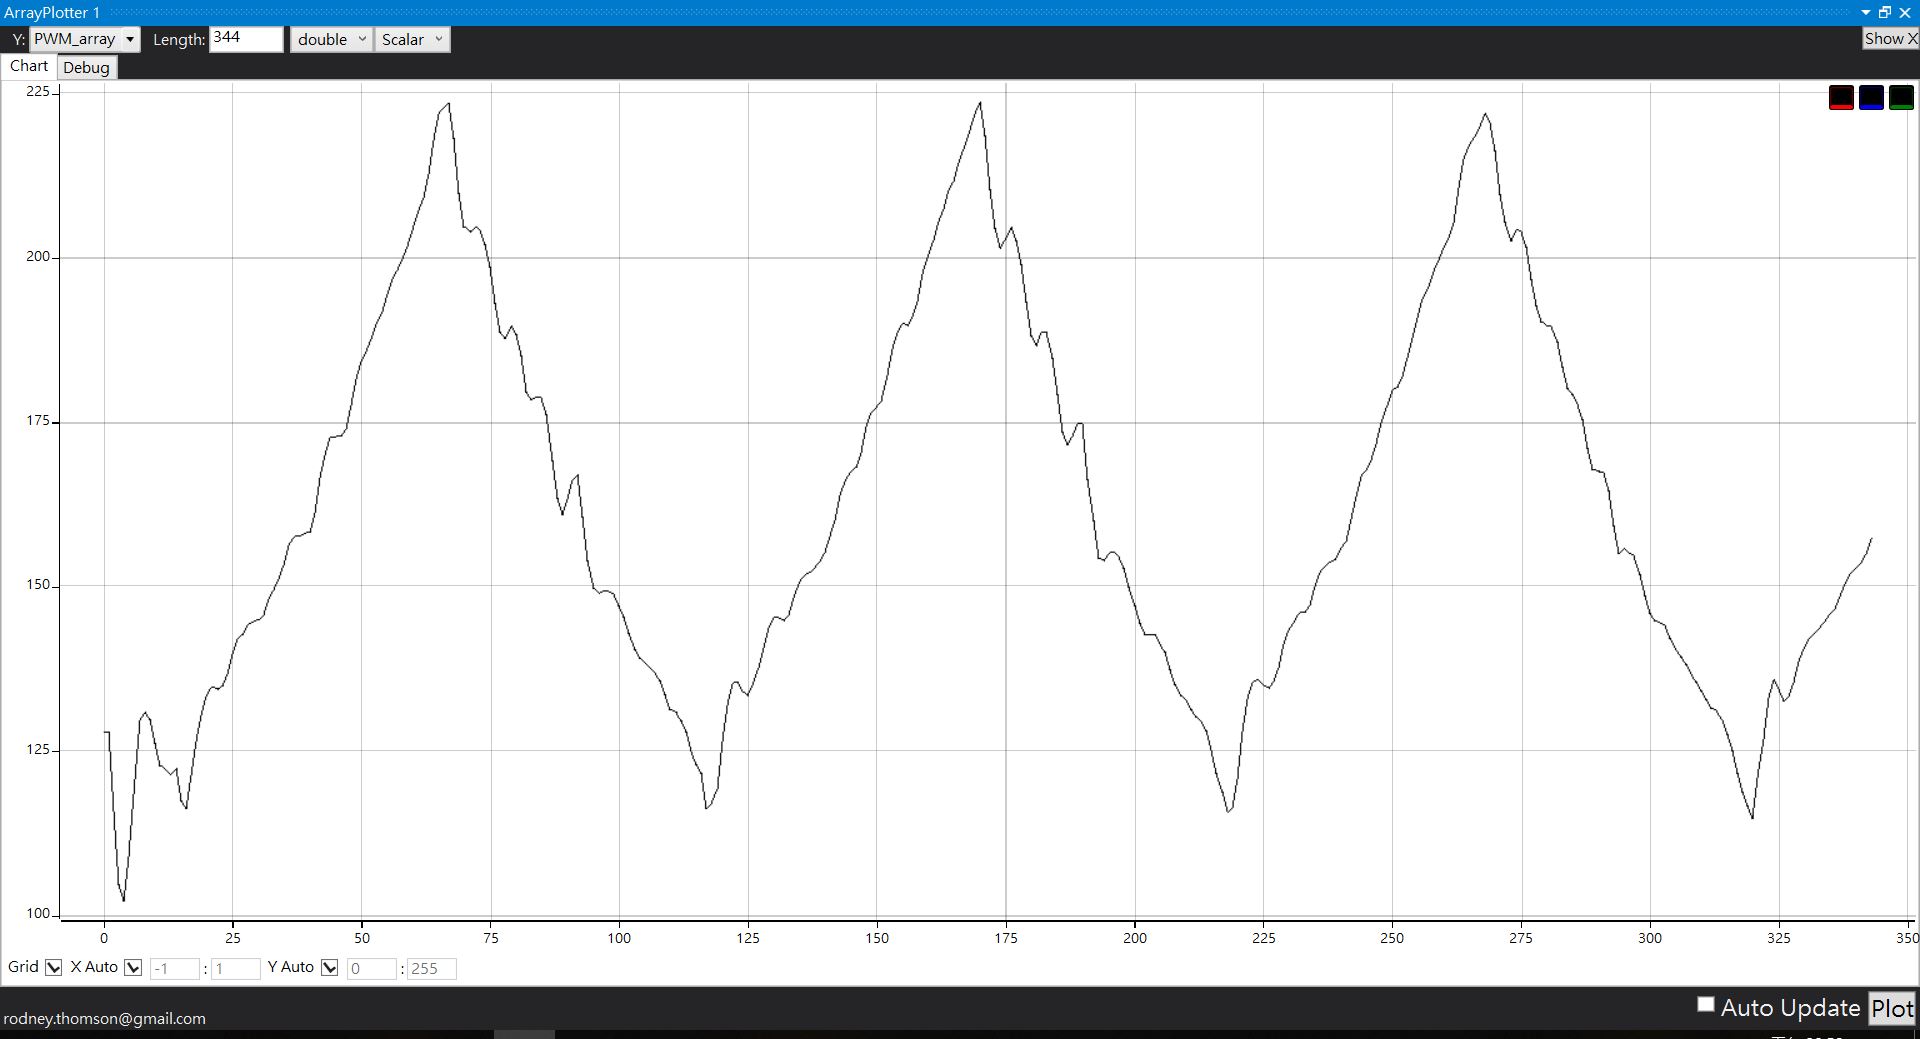 ArrayPlotter 1
Y: PWM_array Length: 344 double Scalar Show X
Chart Debug
225
200
175
150
125
100
0 25 50 75 100 125 150 175 200 225 250 275 300 325 350
Grid X Auto -1 : 1 Y Auto 0 : 255
Auto Update Plot
rodney.thomson@gmail.com